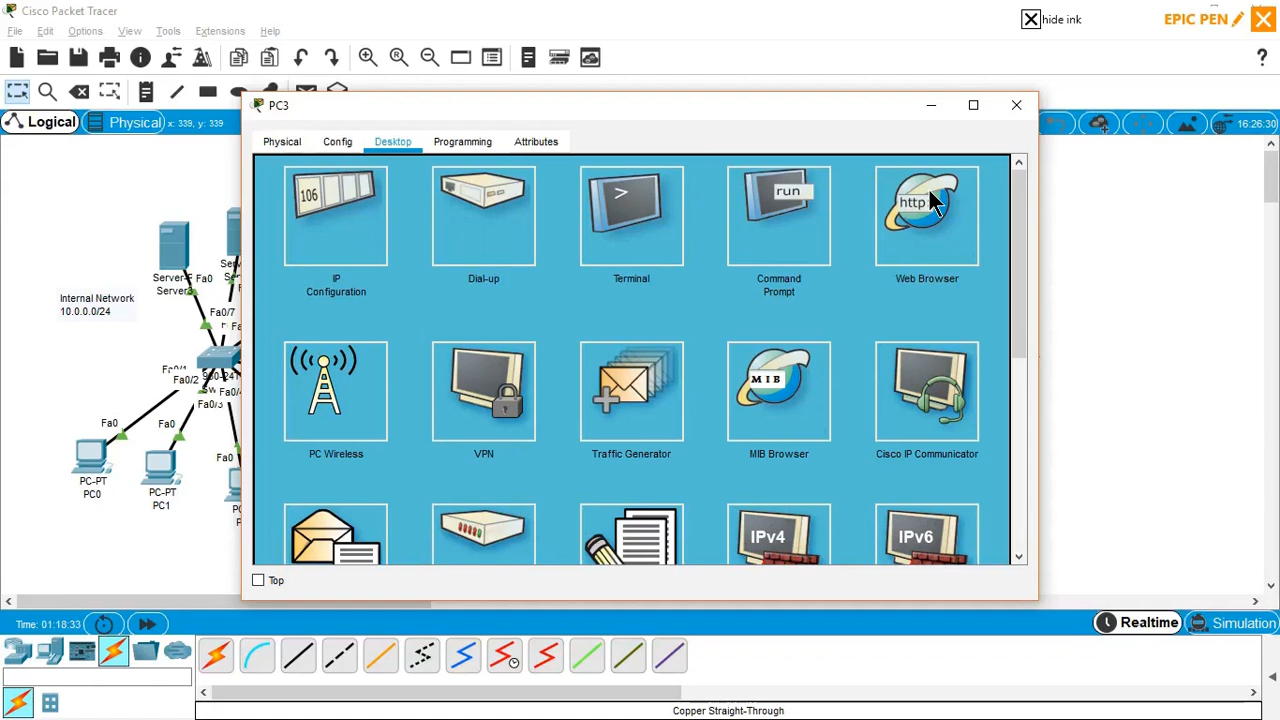 Cisco Packet Tracer
hide ink
EPIC PEN
File Edit Options View Tools Extensions Help
Logical
Physical
x: 339, y: 339
16:26:30
PC3
Physical Config Desktop Programming Attributes
106
>
run
http:
IP
Configuration
Dial-up
Terminal
Command
Prompt
Web Browser
MIB
PC Wireless
VPN
Traffic Generator
MIB Browser
Cisco IP Communicator
IPv4
IPv6
Top
Internal Network
10.0.0.0/24
Fa0
Fa0/7
Fa0/2
Fa0/3
Fa0
Fa0
Fa0
PC-PT
PC0
PC-PT
PC1
Time: 01:18:33
Realtime
Simulation
Copper Straight-Through